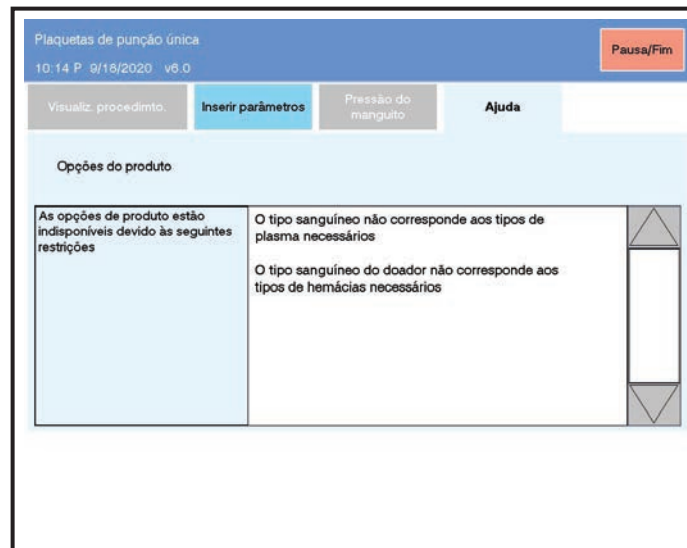 Plaquetas de punção única
10:14 P 9/16/2020 v6.0
Pausa/Fim
Visualiz. procedimto.
Inserir parâmetros
Pressão do
manguito
Ajuda
Opções do produto
As opções de produto estão
indisponíveis devido às seguintes
restrições
O tipo sanguíneo não corresponde aos tipos de
plasma necessários
O tipo sanguíneo do doador não corresponde aos
tipos de hemácias necessários